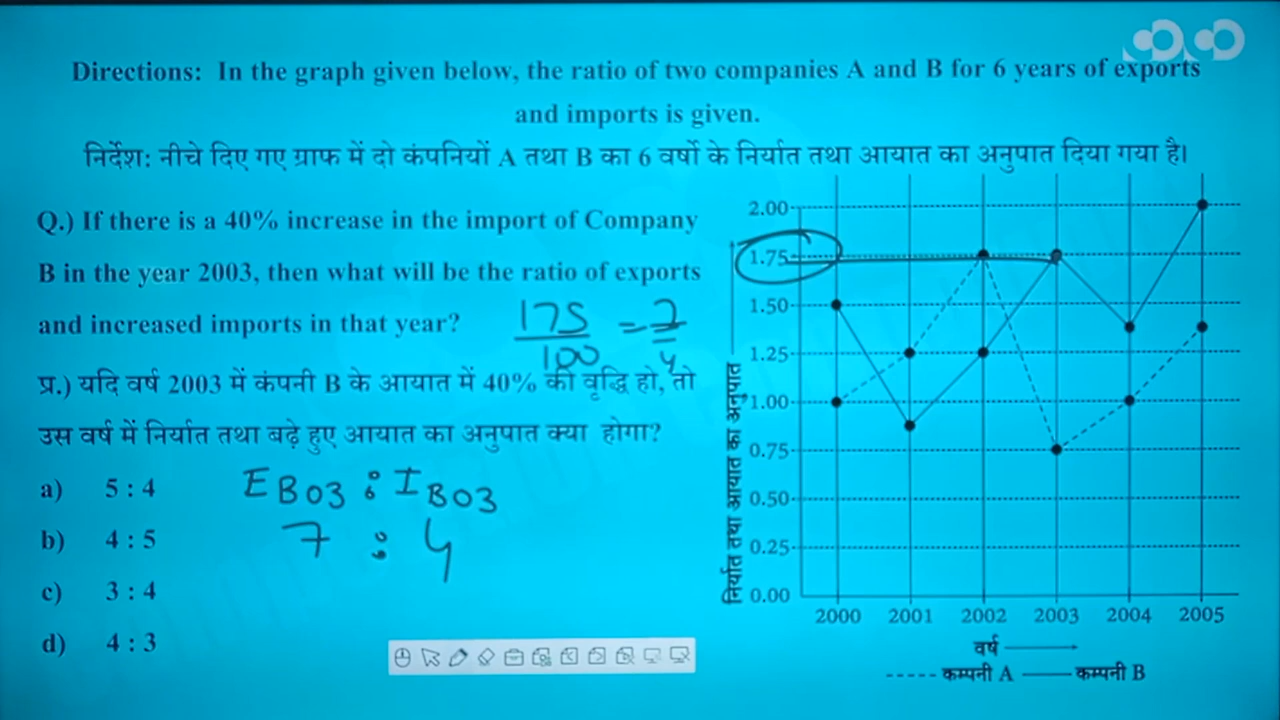 Directions: In the graph given below, the ratio of two companies A and B for 6 years of exports
and imports is given.
निर्देश: नीचे दिए गए ग्राफ में दो कंपनियों A तथा B का 6 वर्षो के निर्यात तथा आयात का अनुपात दिया गया है।
Q.) If there is a 40% increase in the import of Company
B in the year 2003, then what will be the ratio of exports
and increased imports in that year?
175/100 = 7/4
प्र.) यदि वर्ष 2003 में कंपनी B के आयात में 40% की वृद्धि हो, तो
उस वर्ष में निर्यात तथा बढ़े हुए आयात का अनुपात क्या होगा?
a) 5 : 4
b) 4 : 5
c) 3 : 4
d) 4 : 3
E B03 : I B03
7 : 4
निर्यात तथा आयात का अनुपात
2.00
1.75
1.50
1.25
1.00
0.75
0.50
0.25
0.00
2000 2001 2002 2003 2004 2005
वर्ष
कम्पनी A कम्पनी B